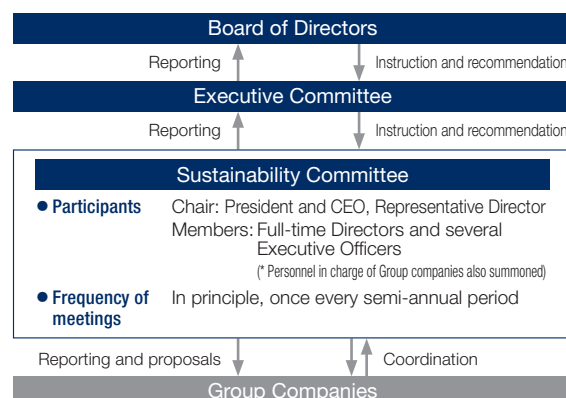 Board of Directors
Reporting Instruction and recommendation
Executive Committee
Reporting Instruction and recommendation
Sustainability Committee
● Participants Chair: President and CEO, Representative Director
Members: Full-time Directors and several
Executive Officers
(* Personnel in charge of Group companies also summoned)
● Frequency of meetings In principle, once every semi-annual period
Reporting and proposals Coordination
Group Companies